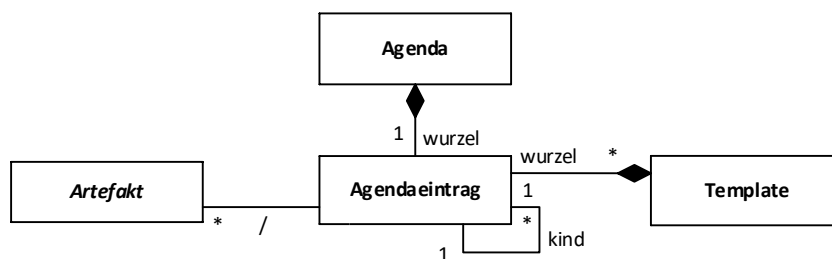 Agenda
1 wurzel
wurzel *
Artefakt
Agendaeintrag
1
Template
* /
*
kind
1